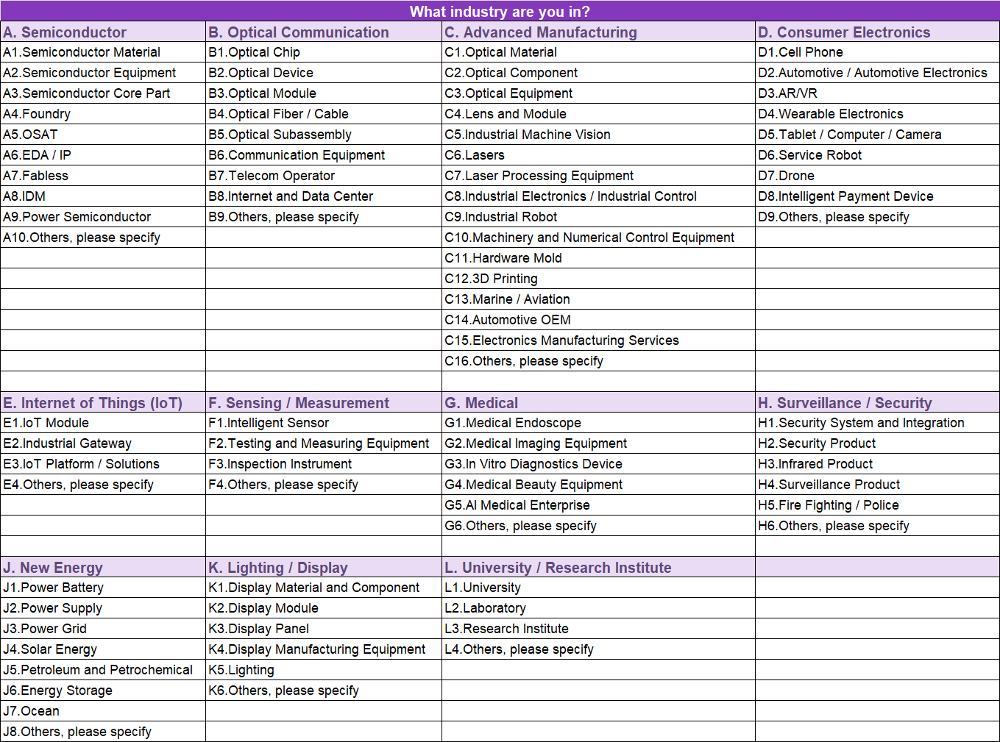 What industry are you in?
A. Semiconductor B. Optical Communication C. Advanced Manufacturing D. Consumer Electronics
A1.Semiconductor Material B1.Optical Chip C1.Optical Material D1.Cell Phone
A2.Semiconductor Equipment B2.Optical Device C2.Optical Component D2.Automotive / Automotive Electronics
A3.Semiconductor Core Part B3.Optical Module C3.Optical Equipment D3.AR/VR
A4.Foundry B4.Optical Fiber / Cable C4.Lens and Module D4.Wearable Electronics
A5.OSAT B5.Optical Subassembly C5.Industrial Machine Vision D5.Tablet / Computer / Camera
A6.EDA / IP B6.Communication Equipment C6.Lasers D6.Service Robot
A7.Fabless B7.Telecom Operator C7.Laser Processing Equipment D7.Drone
A8.IDM B8.Internet and Data Center C8.Industrial Electronics / Industrial Control D8.Intelligent Payment Device
A9.Power Semiconductor B9.Others, please specify C9.Industrial Robot D9.Others, please specify
A10.Others, please specify C10.Machinery and Numerical Control Equipment
C11.Hardware Mold
C12.3D Printing
C13.Marine / Aviation
C14.Automotive OEM
C15.Electronics Manufacturing Services
C16.Others, please specify
E. Internet of Things (IoT) F. Sensing / Measurement G. Medical H. Surveillance / Security
E1.IoT Module F1.Intelligent Sensor G1.Medical Endoscope H1.Security System and Integration
E2.Industrial Gateway F2.Testing and Measuring Equipment G2.Medical Imaging Equipment H2.Security Product
E3.IoT Platform / Solutions F3.Inspection Instrument G3.In Vitro Diagnostics Device H3.Infrared Product
E4.Others, please specify F4.Others, please specify G4.Medical Beauty Equipment H4.Surveillance Product
G5.AI Medical Enterprise H5.Fire Fighting / Police
G6.Others, please specify H6.Others, please specify
J. New Energy K. Lighting / Display L. University / Research Institute
J1.Power Battery K1.Display Material and Component L1.University
J2.Power Supply K2.Display Module L2.Laboratory
J3.Power Grid K3.Display Panel L3.Research Institute
J4.Solar Energy K4.Display Manufacturing Equipment L4.Others, please specify
J5.Petroleum and Petrochemical K5.Lighting
J6.Energy Storage K6.Others, please specify
J7.Ocean
J8.Others, please specify